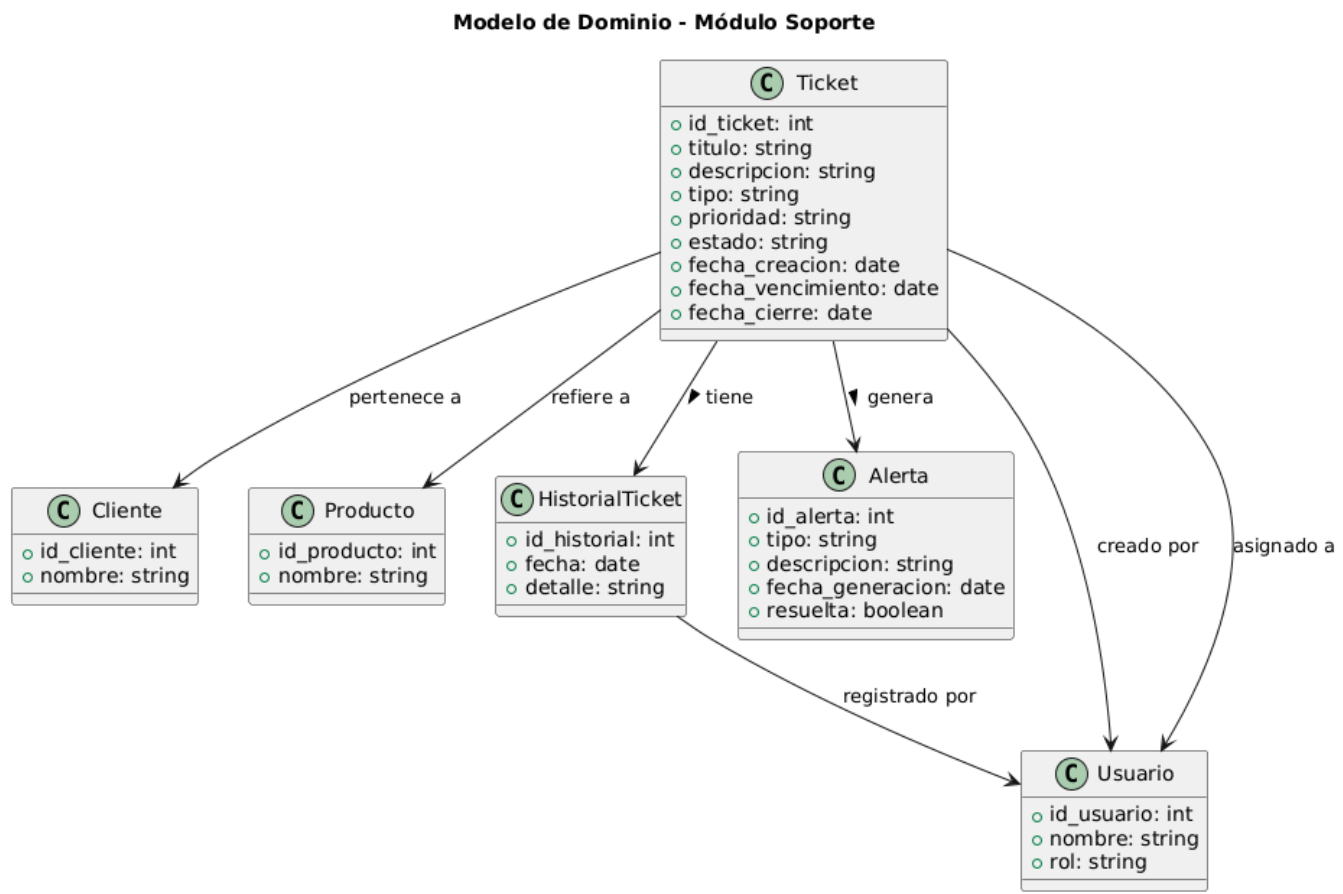 Modelo de Dominio - Módulo Soporte
C Ticket
id_ticket: int
titulo: string
descripcion: string
tipo: string
prioridad: string
estado: string
fecha_creacion: date
fecha_vencimiento: date
fecha_cierre: date
pertenece a
refiere a
tiene
genera
C Cliente
id_cliente: int
nombre: string
C Producto
id_producto: int
nombre: string
C HistorialTicket
id_historial: int
fecha: date
detalle: string
C Alerta
id_alerta: int
tipo: string
descripcion: string
fecha_generacion: date
resuelta: boolean
creado por
asignado a
registrado por
C Usuario
id_usuario: int
nombre: string
rol: string